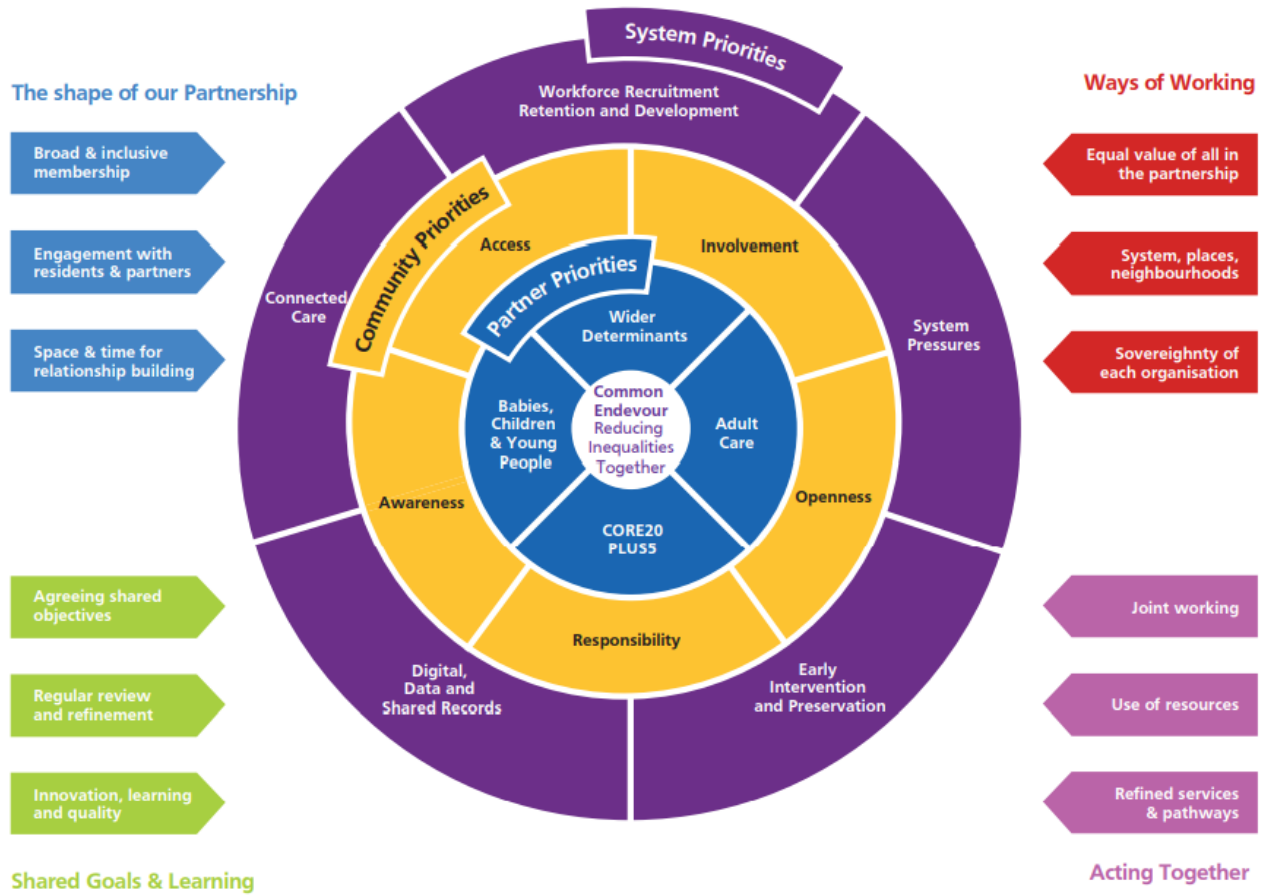 The shape of our Partnership
Broad & inclusive
membership
Engagement with
residents & partners
Space & time for
relationship building
System Priorities
Workforce Recruitment
Retention and Development
Connected
Care
System
Pressures
Digital,
Data and
Shared Records
Early
Intervention
and Preservation
Community Priorities
Access
Involvement
Awareness
Openness
Responsibility
Partner Priorities
Wider
Determinants
Babies,
Children
& Young
People
Adult
Care
CORE20
PLUS5
Common
Endevour
Reducing
Inequalities
Together
Ways of Working
Equal value of all in
the partnership
System, places,
neighbourhoods
Sovereighnty of
each organisation
Agreeing shared
objectives
Regular review
and refinement
Innovation, learning
and quality
Shared Goals & Learning
Joint working
Use of resources
Refined services
& pathways
Acting Together